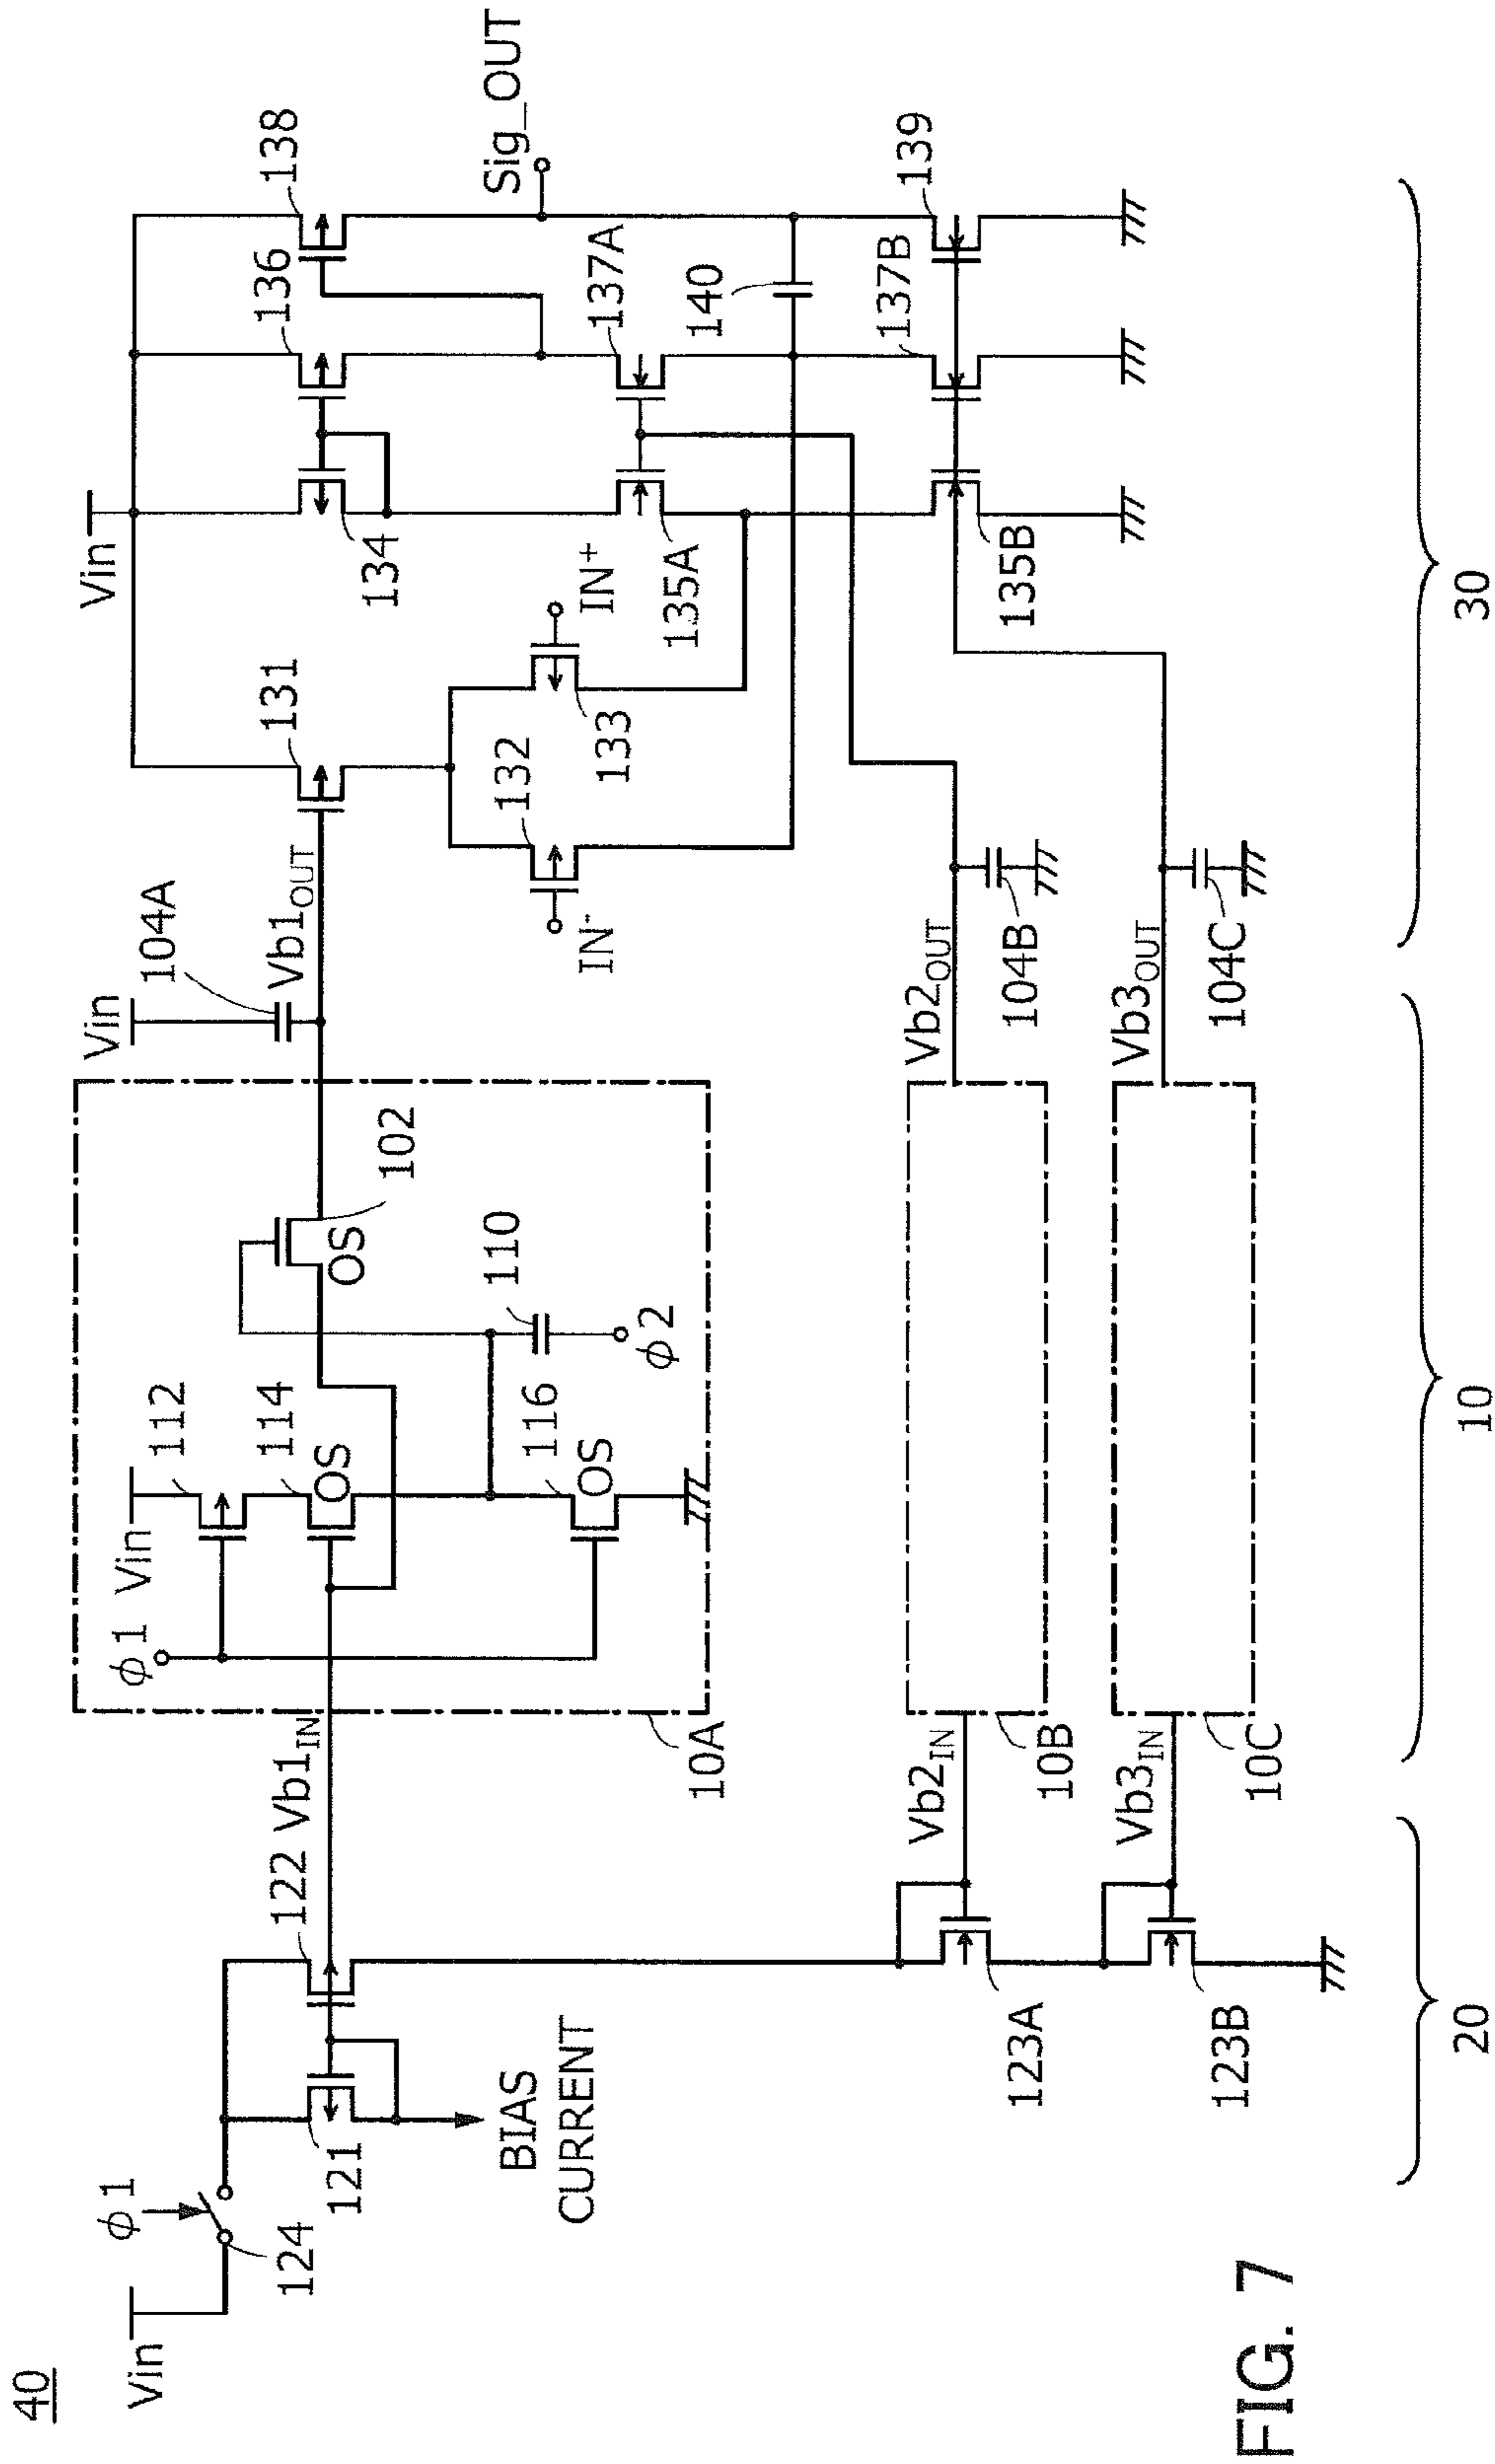 40
Vin
ϕ1
124
121
BIAS
CURRENT
122
Vb1IN
ϕ1
Vin
112
114
OS
116
OS
110
ϕ2
102
OS
10A
Vin
104A
Vb1OUT
131
132
IN-
133
IN+
Vin
134
136
138
135A
137A
Sig_OUT
140
135B
137B
139
123A
123B
Vb2IN
10B
Vb2OUT
104B
Vb3IN
10C
Vb3OUT
104C
20
10
30
FIG. 7